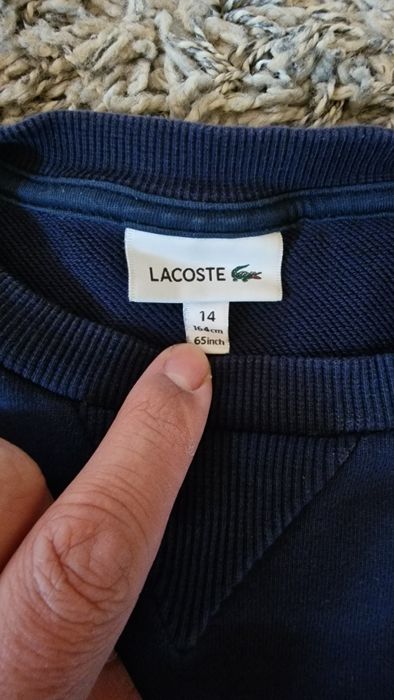 LACOSTE
14
164cm
65inch